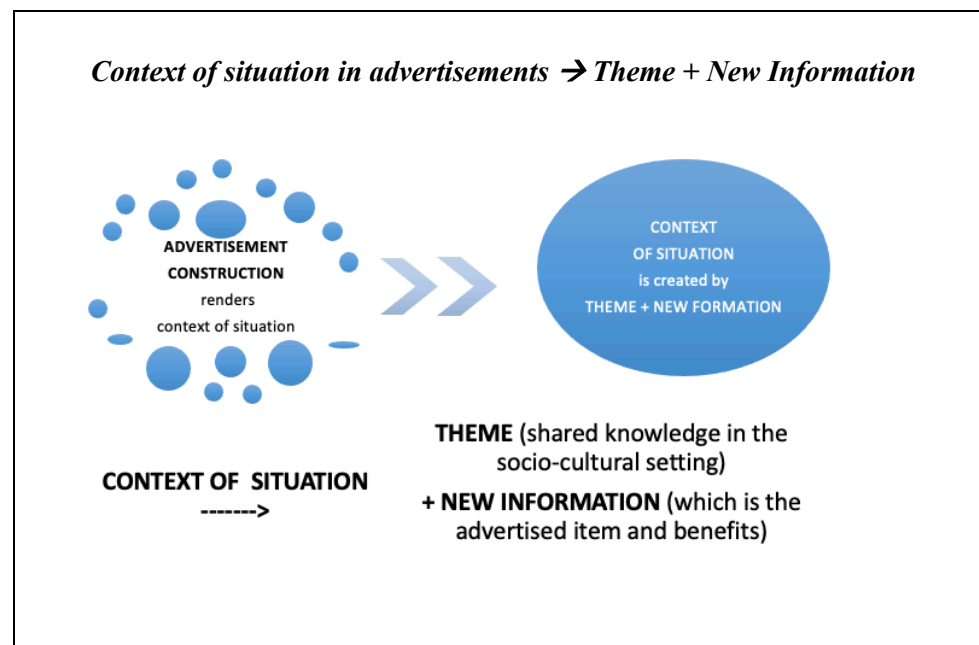 Context of situation in advertisements → Theme + New Information
ADVERTISEMENT
CONSTRUCTION
renders
context of situation
CONTEXT
OF SITUATION
is created by
THEME + NEW FORMATION
CONTEXT OF SITUATION
------->
THEME (shared knowledge in the
socio-cultural setting)
+ NEW INFORMATION (which is the
advertised item and benefits)